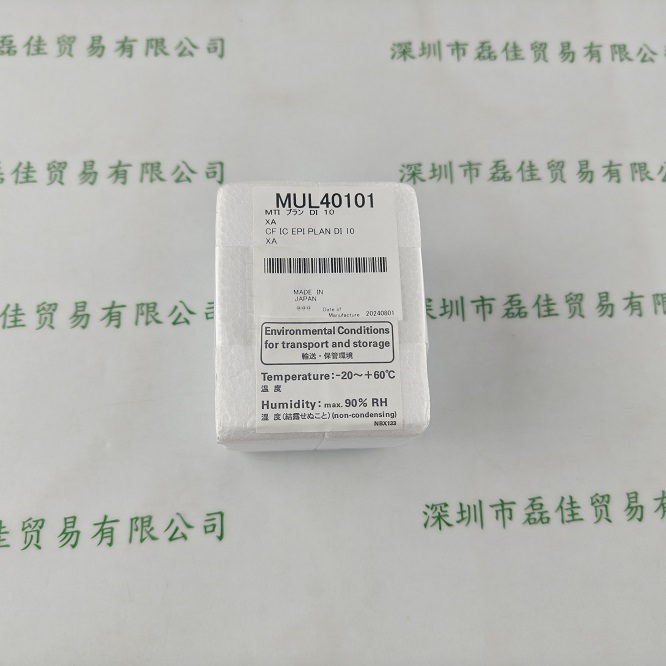 磊佳贸易有限公司
深圳市磊佳贸易有限公司
佳贸易有限公司
深圳市磊佳贸易有限公司
MUL40101
MTI プラン DI 10
XA
CF IC EPI PLAN DI 10
XA
MADE IN
JAPAN
Date of
Manufacture 20240801
佳贸易有限公司
深圳市磊佳贸易有限公司
Environmental Conditions
for transport and storage
輸送・保管環境
Temperature:-20～+60℃
温 度
Humidity: max. 90% RH
湿 度(結露せぬこと)(non-condensing)
NBX133
佳贸易有限公司
深圳市磊佳贸易有限公司